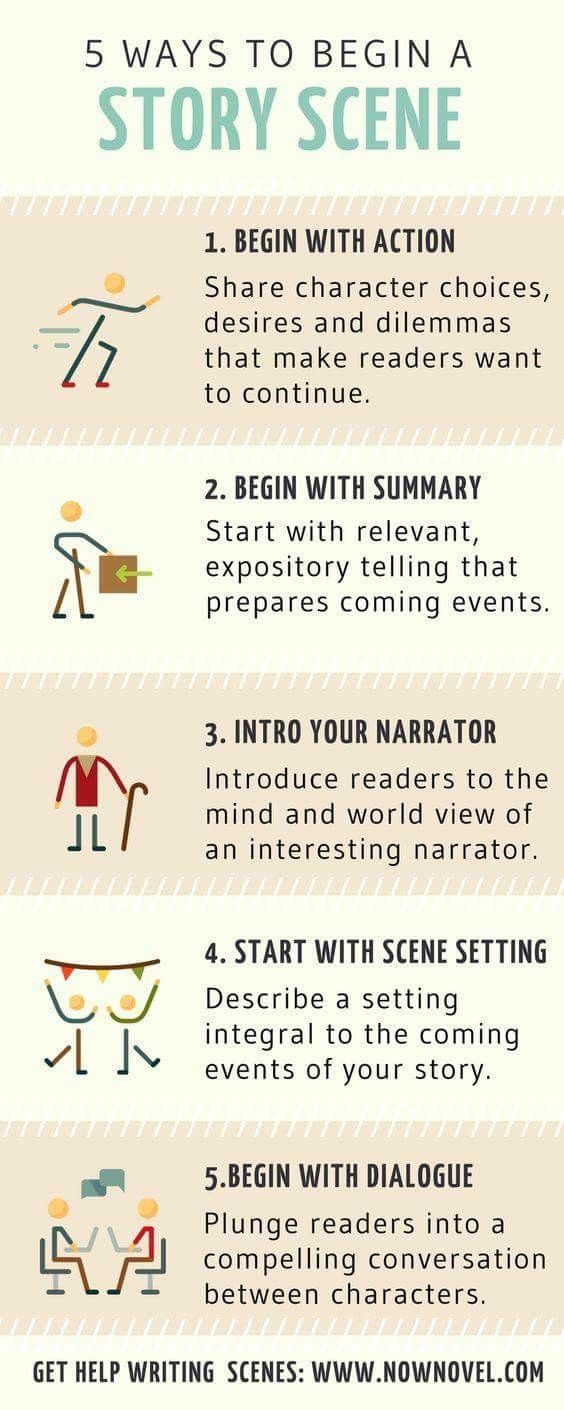 5 WAYS TO BEGIN A
STORY SCENE
1. BEGIN WITH ACTION
Share character choices,
desires and dilemmas
that make readers want
to continue.
2. BEGIN WITH SUMMARY
Start with relevant,
expository telling that
prepares coming events.
3. INTRO YOUR NARRATOR
Introduce readers to the
mind and world view of
an interesting narrator.
4. START WITH SCENE SETTING
Describe a setting
integral to the coming
events of your story.
5.BEGIN WITH DIALOGUE
Plunge readers into a
compelling conversation
between characters.
GET HELP WRITING SCENES: WWW.NOWNOVEL.COM